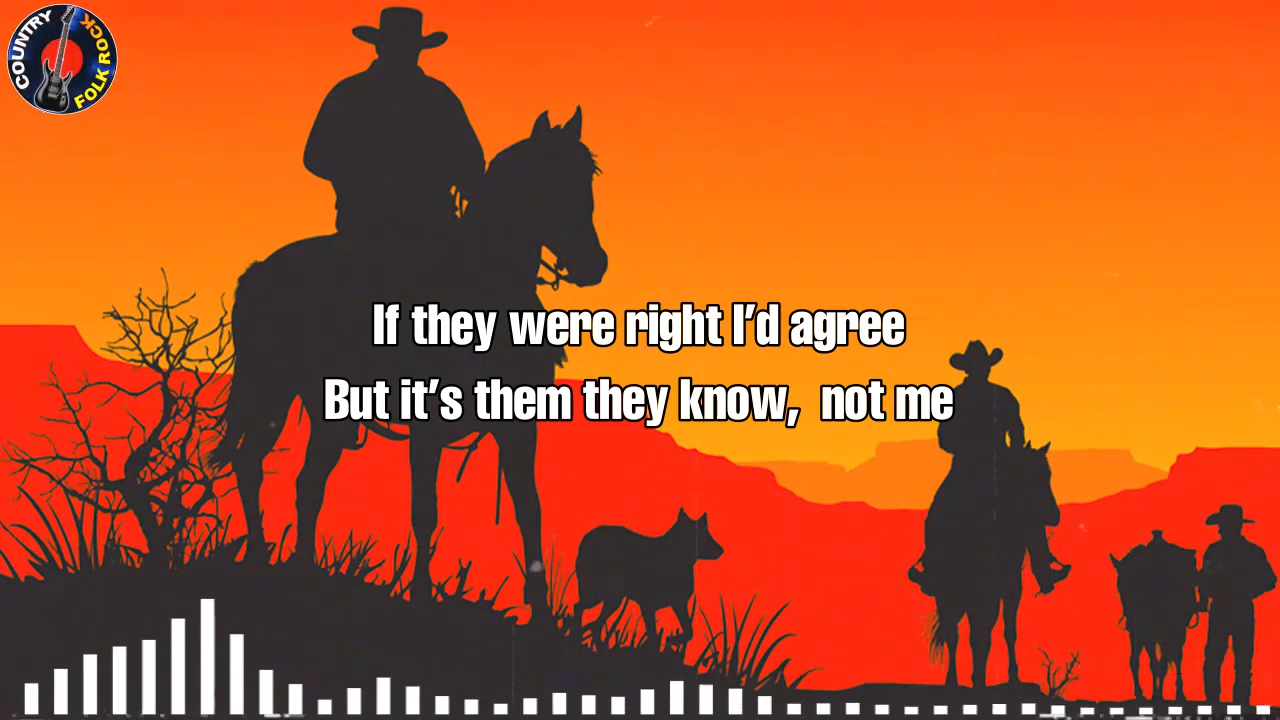 COUNTRY
FOLK ROCK
If they were right I'd agree
But it's them they know, not me